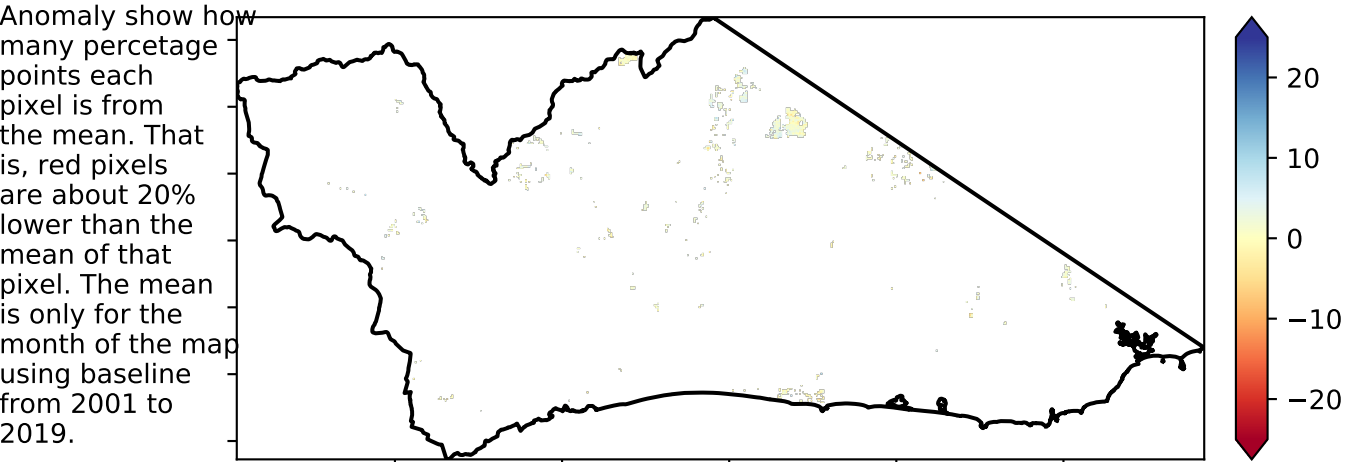 Anomaly show how
many percetage
points each
pixel is from
the mean. That
is, red pixels
are about 20%
lower than the
mean of that
pixel. The mean
is only for the
month of the map
using baseline
from 2001 to
2019.
20
10
0
−10
−20